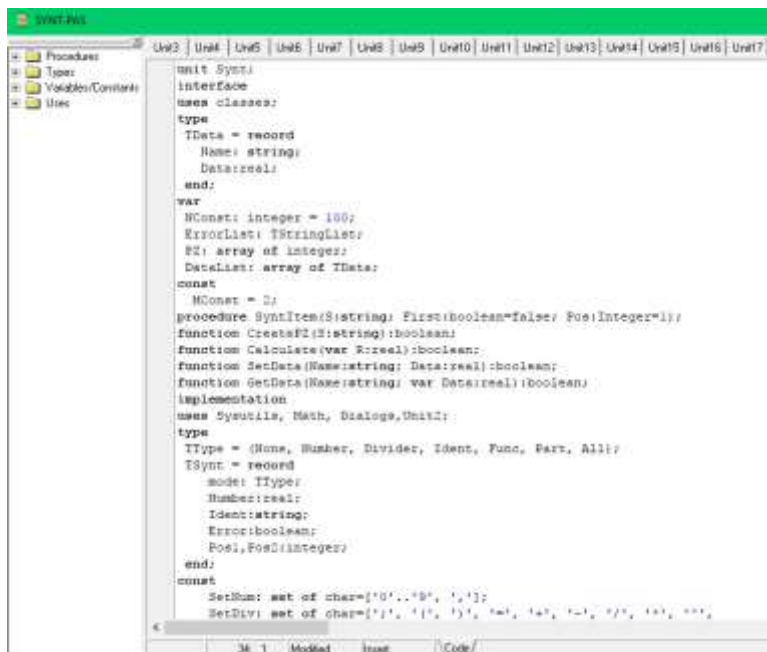 SYNT.PAS
Procedures
Types
Variables/Constants
Uses
Unit3 Unit4 Unit5 Unit6 Unit7 Unit8 Unit9 Unit10 Unit11 Unit12 Unit13 Unit14 Unit15 Unit16 Unit17
unit Synt;
interface
uses classes;
type
TData = record
Name: string;
Data:real;
end;
var
NConst: integer = 100;
ErrorList: TStringList;
PZ: array of integer;
DataList: array of TData;
const
MConst = 2;
procedure SyntItem(S:string; First:boolean=false; Pos:Integer=1);
function CreatePZ(S:string):boolean;
function Calculate(var R:real):boolean;
function SetData(Name:string; Data:real):boolean;
function GetData(Name:string; var Data:real):boolean;
implementation
uses Sysutils, Math, Dialogs,Unit2;
type
TType = (None, Number, Divider, Ident, Func, Part, All);
TSynt = record
mode: TType;
Number:real;
Ident:string;
Error:boolean;
Pos1,Pos2:integer;
end;
const
SetNum: set of char=['0'..'9', ','];
SetDiv: set of char=[';', '(', ')', '=', '+', '-', '/', '*', '^',
34: 1 Modified Insert Code